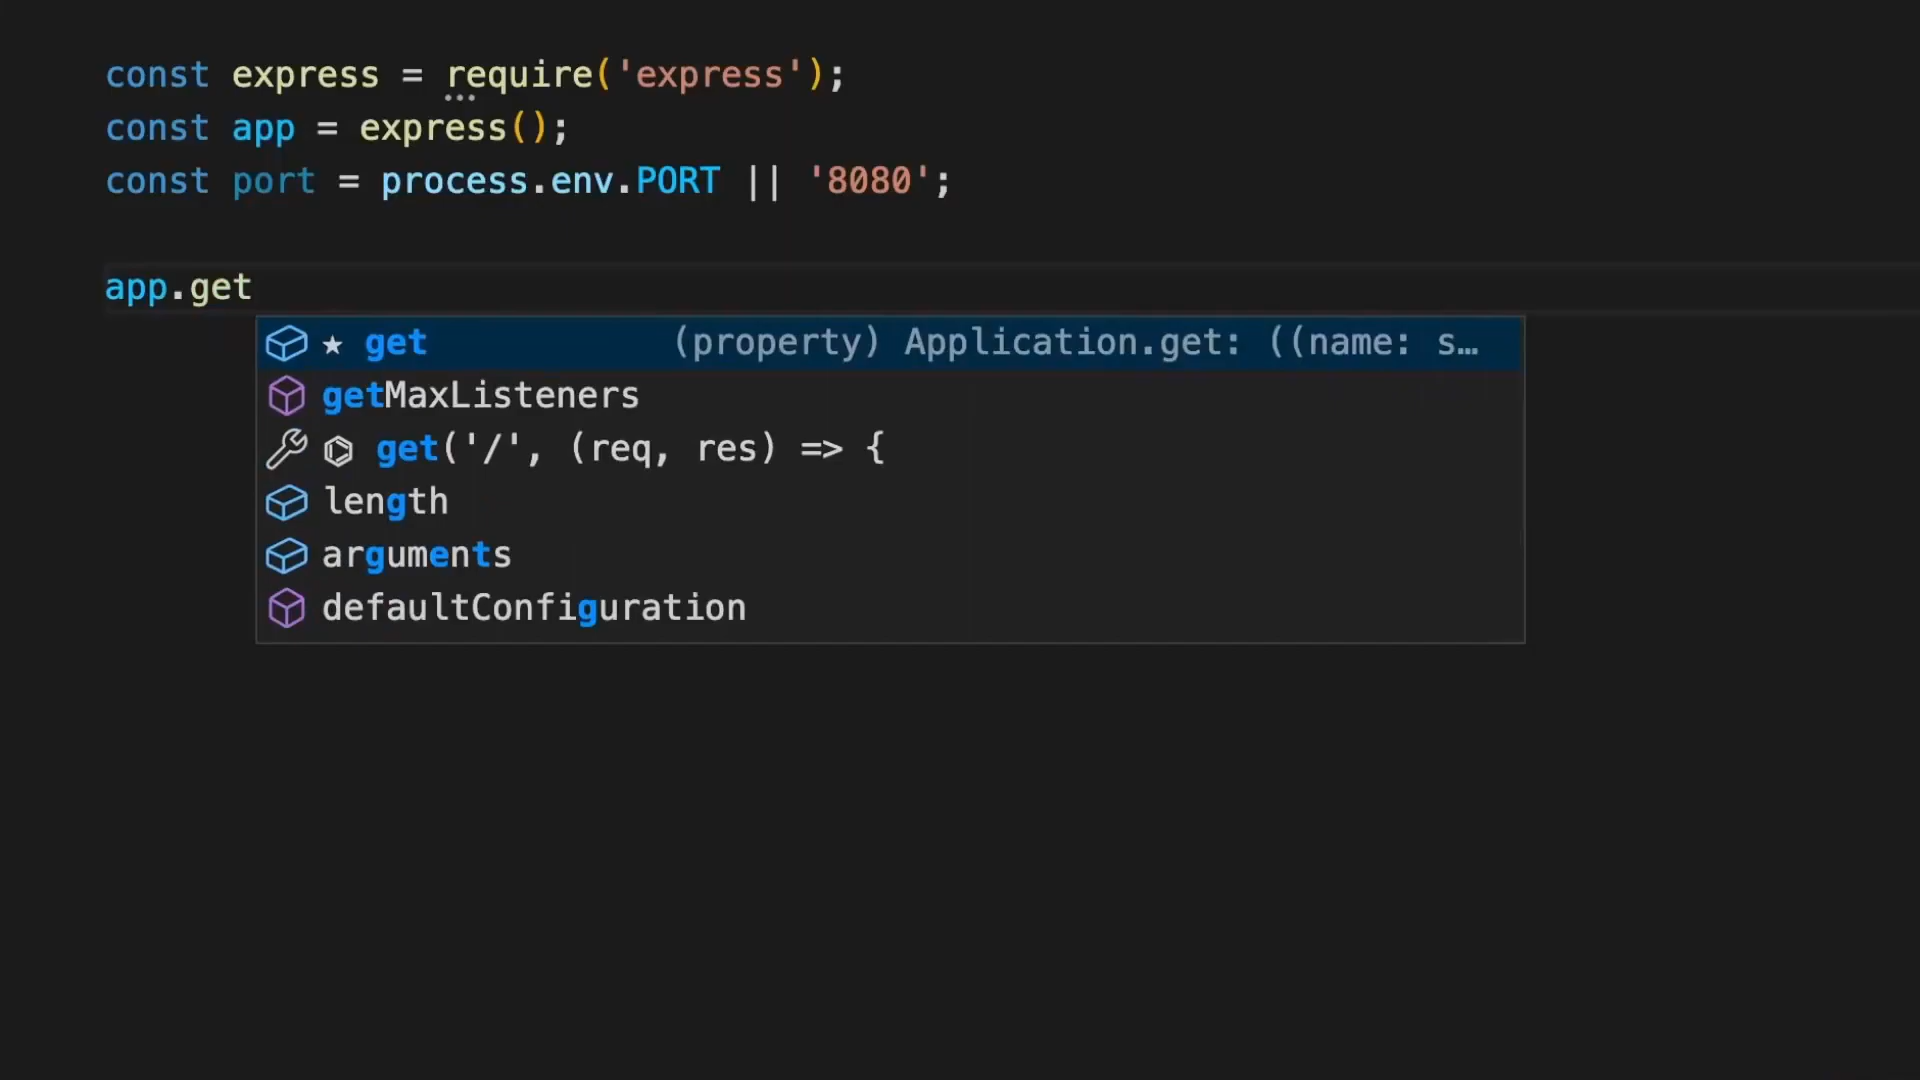 const express = require('express');
const app = express();
const port = process.env.PORT || '8080';
app.get
★ get (property) Application.get: ((name: s…
getMaxListeners
get('/', (req, res) => {
length
arguments
defaultConfiguration